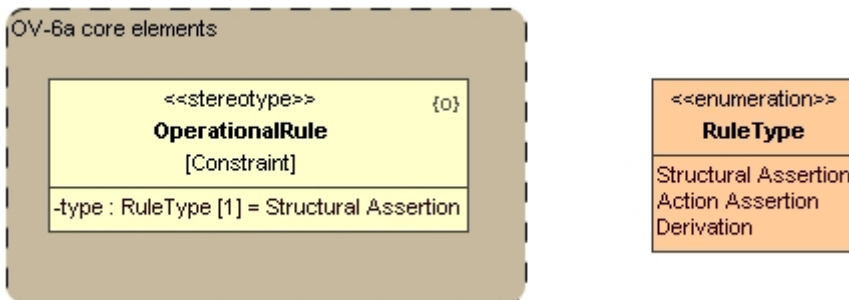 OV-6a core elements
<<stereotype>>
{o}
OperationalRule
[Constraint]
-type : RuleType [1] = Structural Assertion
<<enumeration>>
RuleType
Structural Assertion
Action Assertion
Derivation